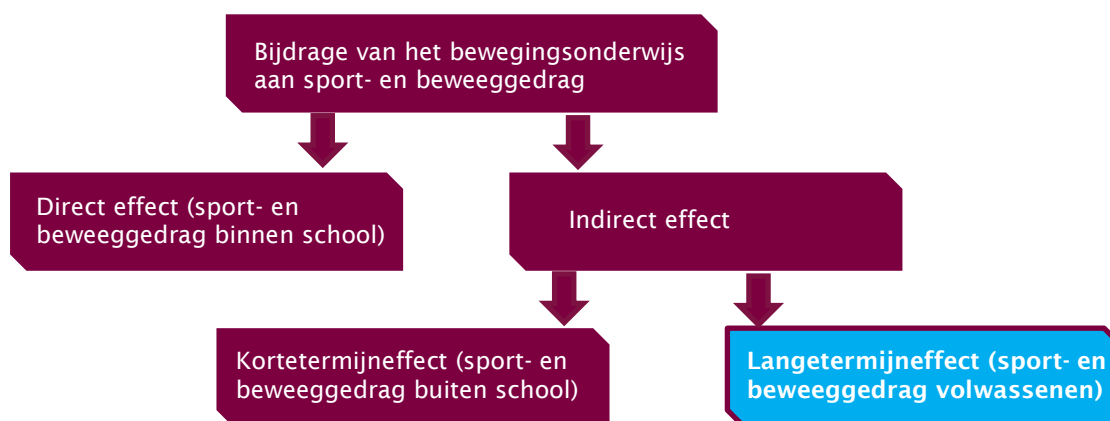 Bijdrage van het bewegingsonderwijs
aan sport- en beweeggedrag
Direct effect (sport- en
beweeggedrag binnen school)
Indirect effect
Kortetermijneffect (sport- en
beweeggedrag buiten school)
Langetermijneffect (sport- en
beweeggedrag volwassenen)